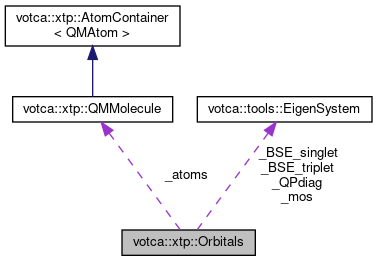 votca::xtp::AtomContainer
< QMAtom >
votca::xtp::QMMolecule
votca::tools::EigenSystem
_atoms
_BSE_singlet
_BSE_triplet
_QPdiag
_mos
votca::xtp::Orbitals